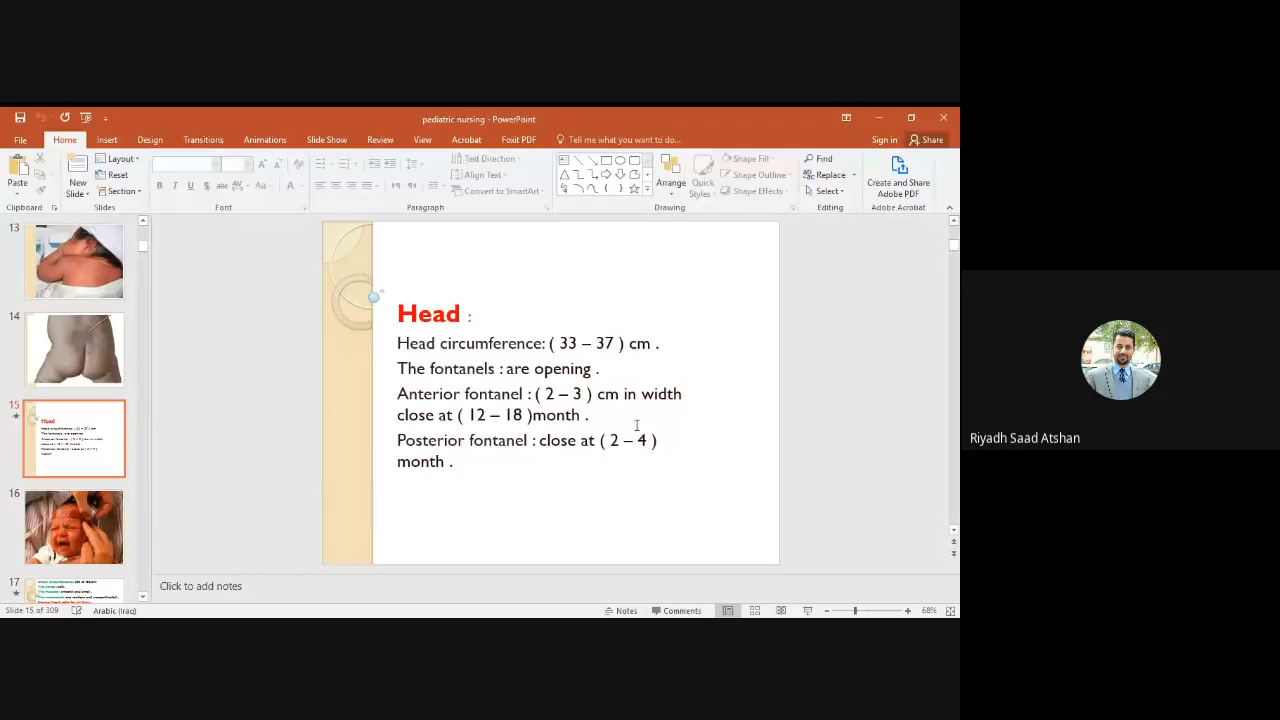 pediatric nursing - PowerPoint
File Home Insert Design Transitions Animations Slide Show Review View Acrobat Foxit PDF Tell me what you want to do... Sign in Share
Paste New Slide Layout Reset Section Text Direction Align Text Convert to SmartArt Arrange Quick Styles Shape Fill Shape Outline Shape Effects Find Replace Select Create and Share Adobe PDF
Clipboard Slides Font Paragraph Drawing Editing Adobe Acrobat
13
14
15
16
17
Head :
Head circumference: ( 33 – 37 ) cm .
The fontanels : are opening .
Anterior fontanel : ( 2 – 3 ) cm in width
close at ( 12 – 18 )month .
Posterior fontanel : close at ( 2 – 4 )
month .
Riyadh Saad Atshan
Click to add notes
Slide 15 of 309 Arabic (Iraq) Notes Comments 68%